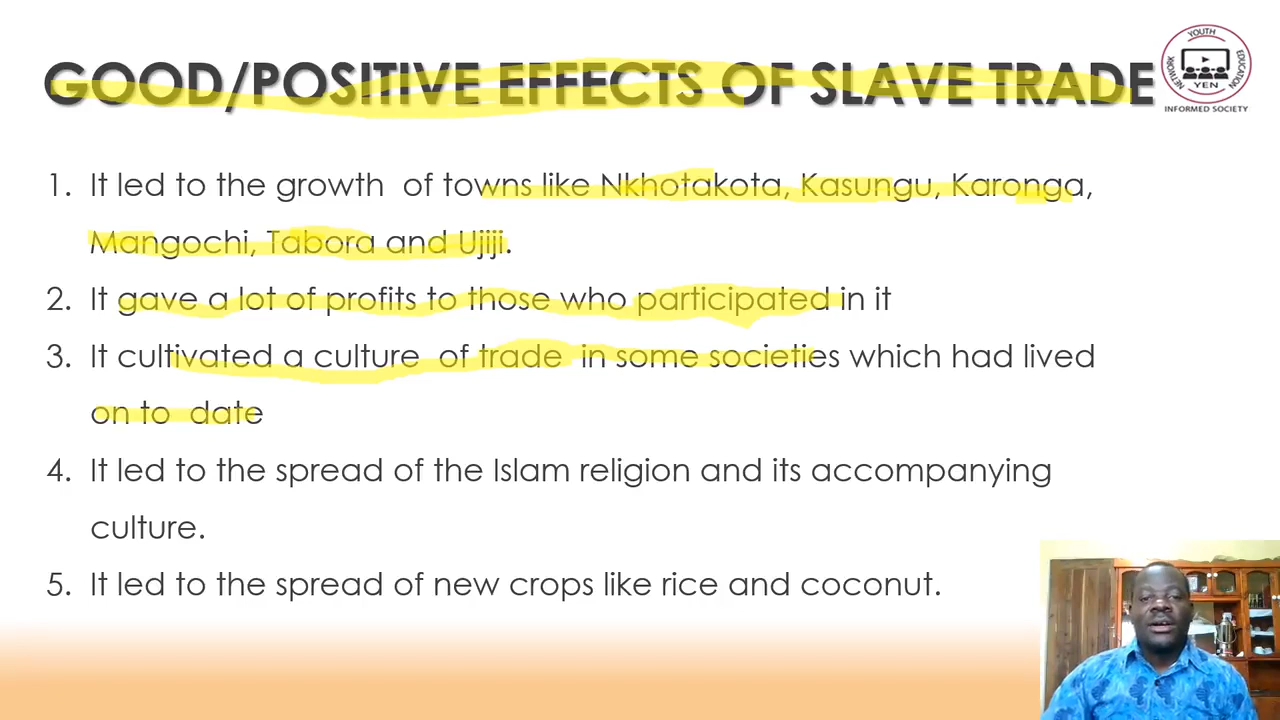 GOOD/POSITIVE EFFECTS OF SLAVE TRADE
YOUTH EDUCATION NETWORK
YEN
INFORMED SOCIETY
1. It led to the growth of towns like Nkhotakota, Kasungu, Karonga,
Mangochi, Tabora and Ujiji.
2. It gave a lot of profits to those who participated in it
3. It cultivated a culture of trade in some societies which had lived
on to date
4. It led to the spread of the Islam religion and its accompanying
culture.
5. It led to the spread of new crops like rice and coconut.